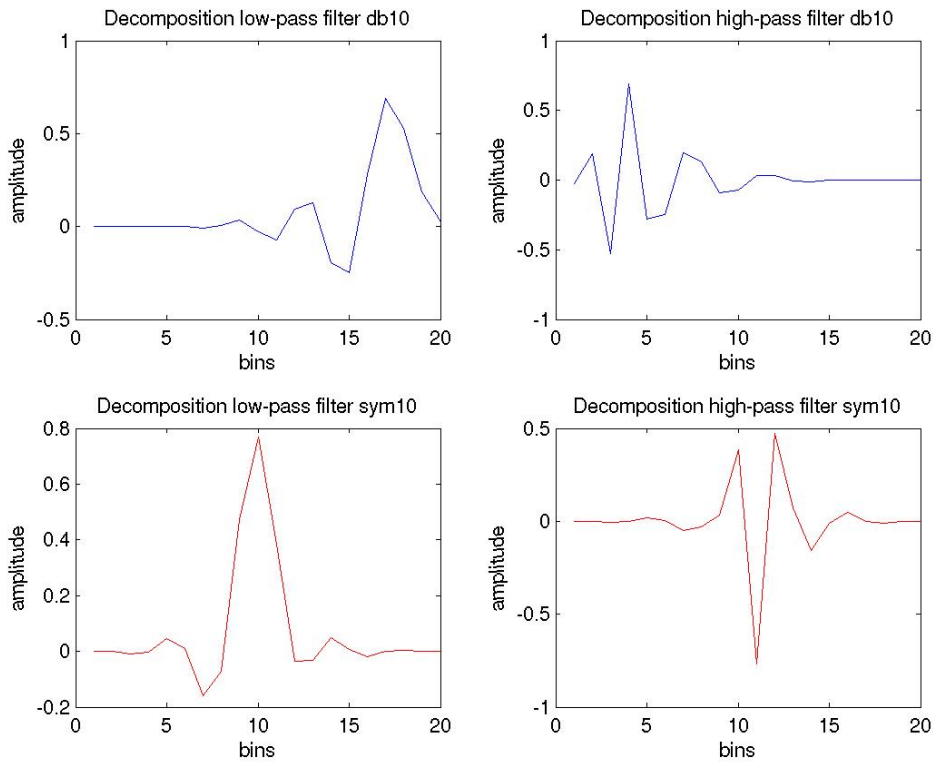 Decomposition low-pass filter db10
1
0.5
0
-0.5
0 5 10 15 20
amplitude
bins
Decomposition high-pass filter db10
1
0.5
0
-0.5
-1
0 5 10 15 20
amplitude
bins
Decomposition low-pass filter sym10
0.8
0.6
0.4
0.2
0
-0.2
0 5 10 15 20
amplitude
bins
Decomposition high-pass filter sym10
0.5
0
-0.5
-1
0 5 10 15 20
amplitude
bins